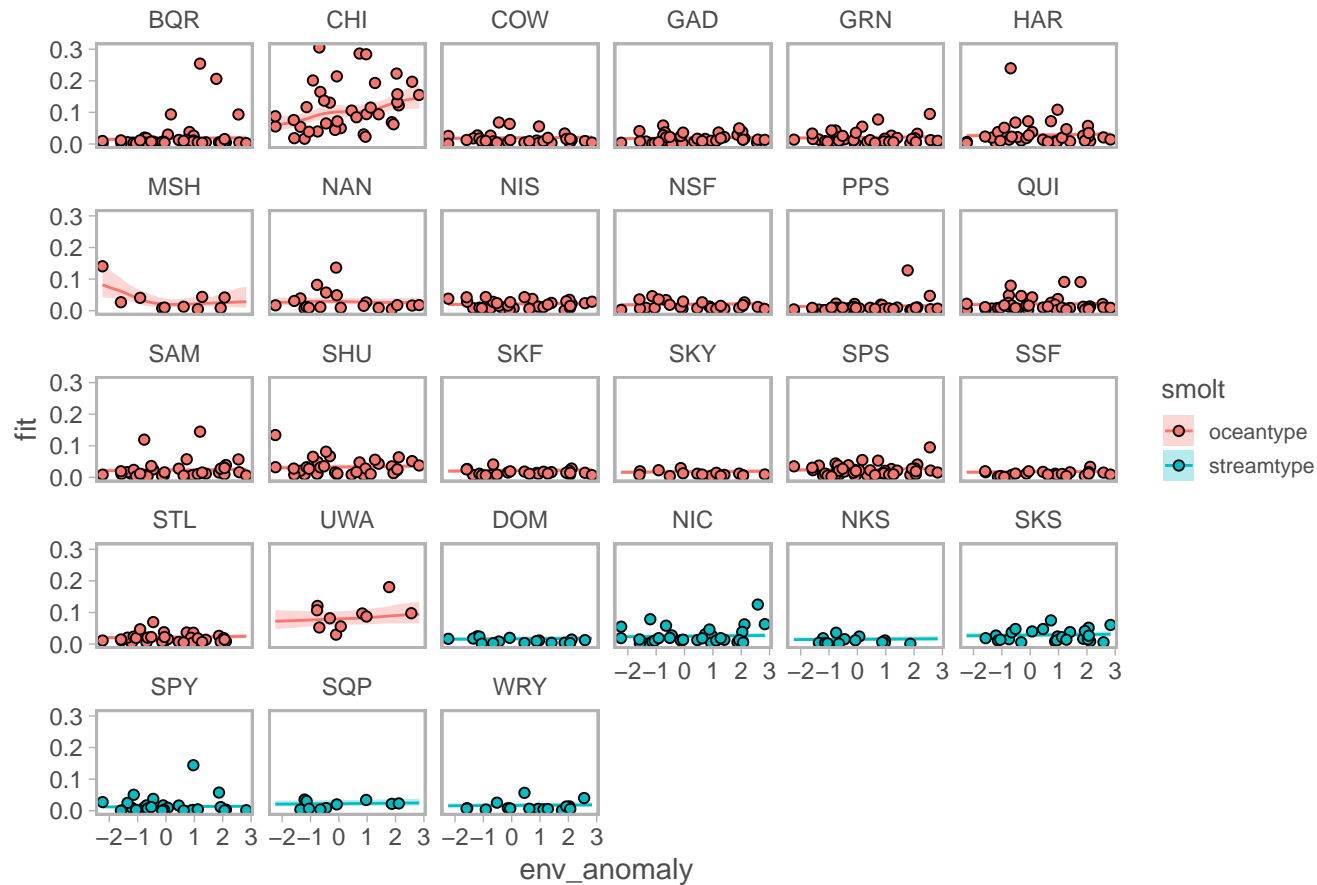 BQR CHI COW GAD GRN HAR
0.3
0.2
0.1
0.0
MSH NAN NIS NSF PPS QUI
0.3
0.2
0.1
0.0
SAM SHU SKF SKY SPS SSF
0.3
0.2
0.1
0.0
fit
smolt
oceantype
streamtype
STL UWA DOM NIC NKS SKS
0.3
0.2
0.1
0.0
−2 −1 0 1 2 3 −2 −1 0 1 2 3 −2 −1 0 1 2 3
SPY SQP WRY
0.3
0.2
0.1
0.0
−2 −1 0 1 2 3 −2 −1 0 1 2 3 −2 −1 0 1 2 3
env_anomaly